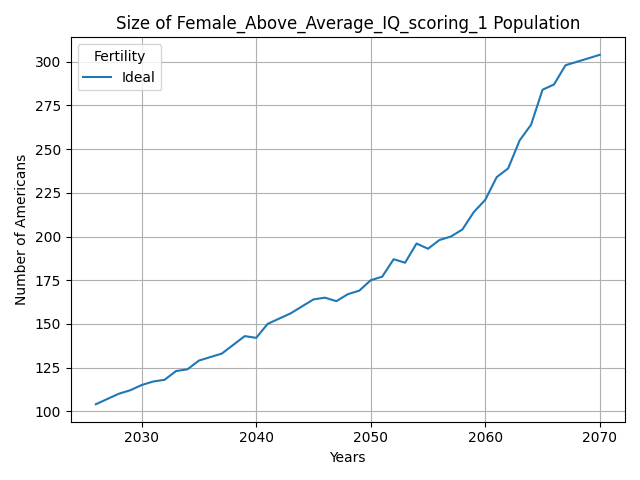 Size of Female_Above_Average_IQ_scoring_1 Population
Fertility
Ideal
Number of Americans
300
275
250
225
200
175
150
125
100
2030 2040 2050 2060 2070
Years